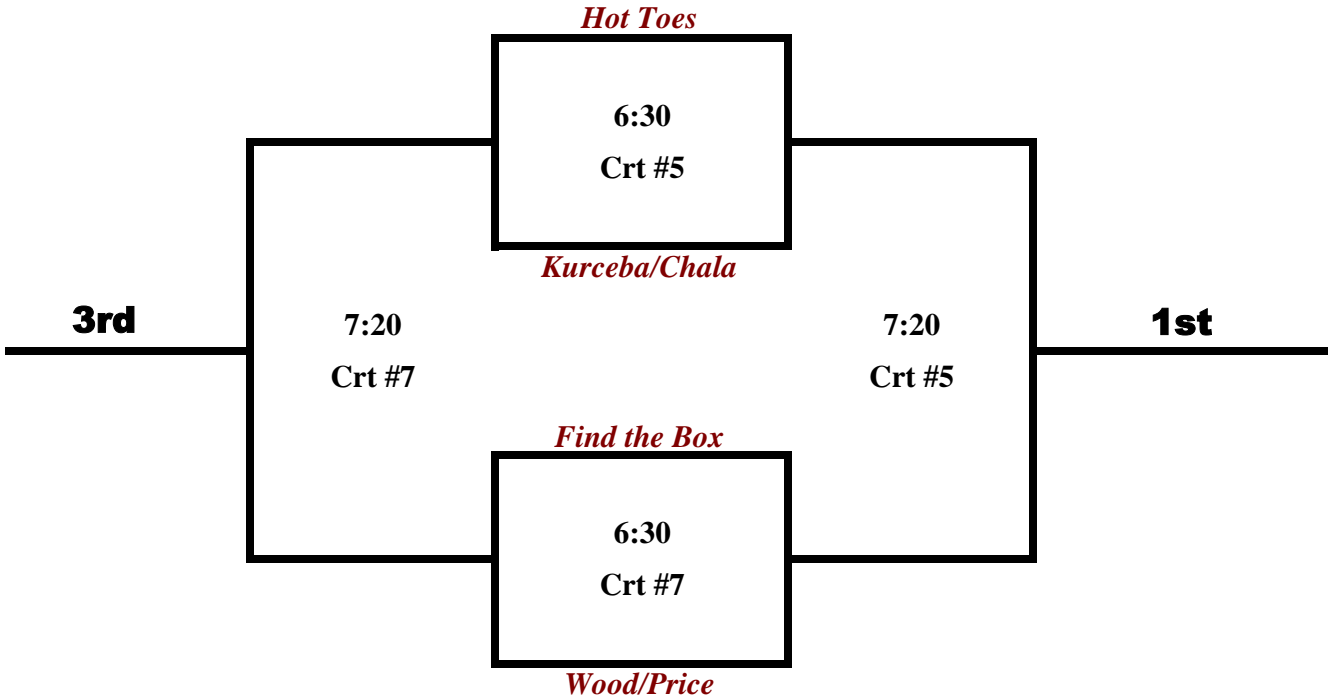 Hot Toes
6:30
Crt #5
Kurceba/Chala
3rd
7:20
Crt #7
7:20
Crt #5
1st
Find the Box
6:30
Crt #7
Wood/Price